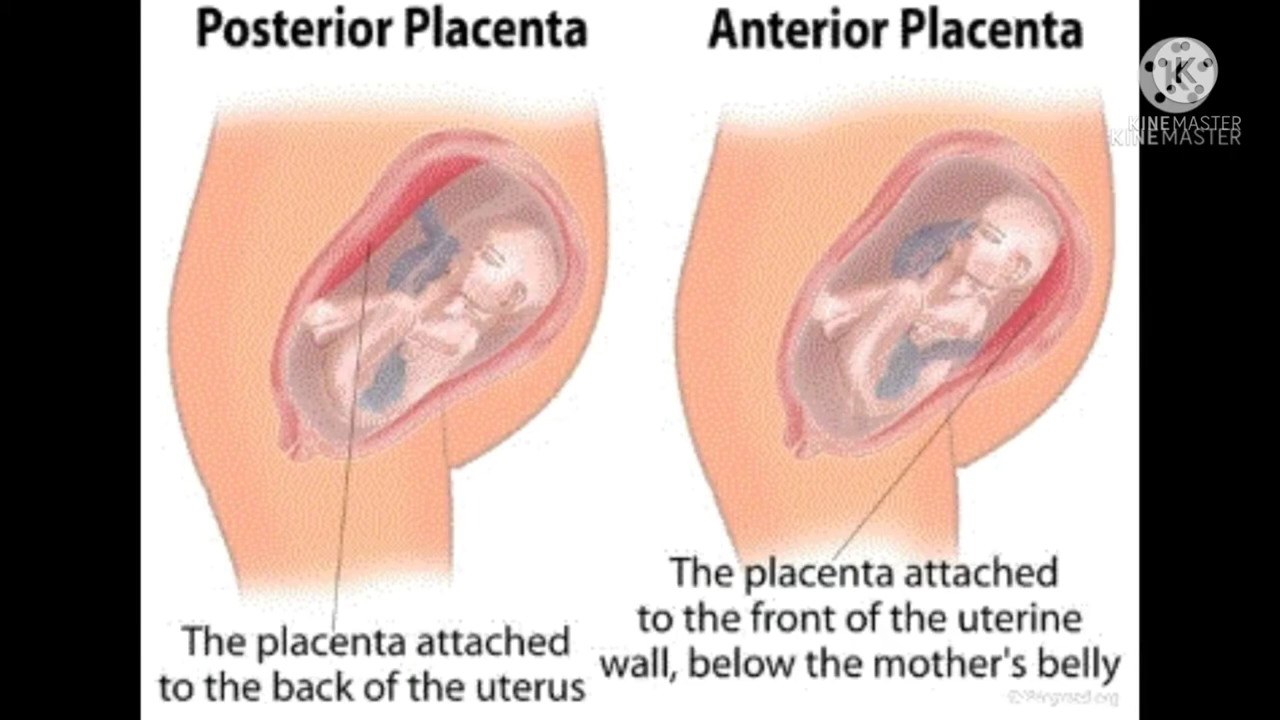 Posterior Placenta
Anterior Placenta
K
KINEMASTER
KINEMASTER
The placenta attached
to the back of the uterus
The placenta attached
to the front of the uterine
wall, below the mother's belly